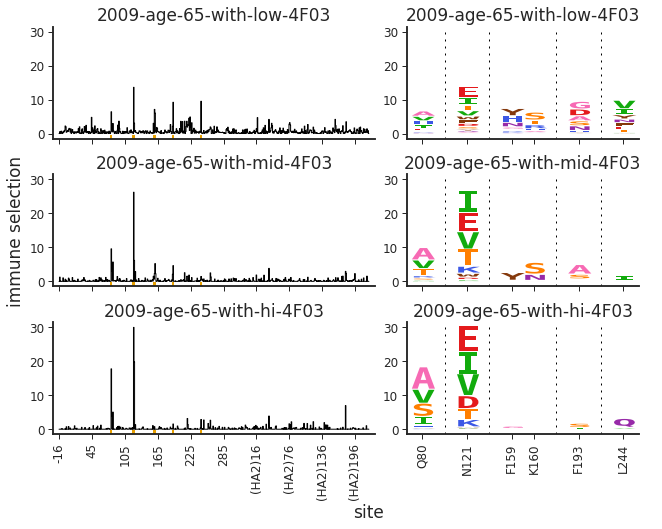 2009-age-65-with-low-4F03
2009-age-65-with-low-4F03
30
20
10
0
30
20
10
0
2009-age-65-with-mid-4F03
2009-age-65-with-mid-4F03
30
20
10
0
30
20
10
0
immune selection
2009-age-65-with-hi-4F03
2009-age-65-with-hi-4F03
30
20
10
0
30
20
10
0
-16
45
105
165
225
285
(HA2)16
(HA2)76
(HA2)136
(HA2)196
Q80
N121
F159
K160
F193
L244
site